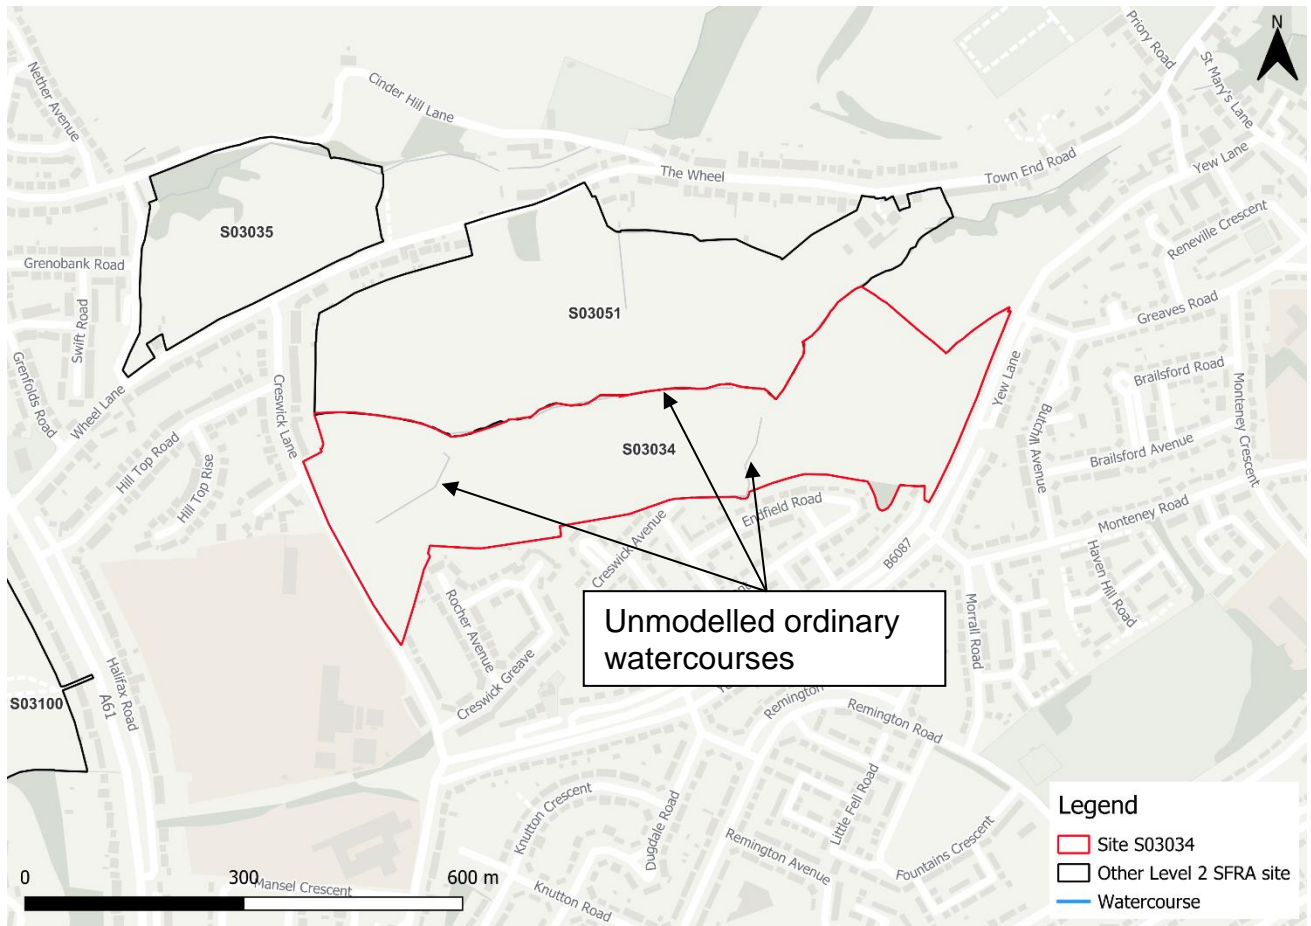 N
Priory Road
St Mary's Lane
Nether Avenue
Cinder Hill Lane
Yew Lane
The Wheel
Town End Road
S03035
Reneville Crescent
Grenobank Road
Swift Road
S03051
Greaves Road
Grenfolds Road
Wheel Lane
Creswick Lane
Yew Lane
Brailsford Road
Monteney Crescent
Hill Top Road
Hill Top Rise
S03034
Butchill Avenue
Brailsford Avenue
Endfield Road
Monteney Road
Creswick Avenue
B6087
Haven Hill Road
Rocher Avenue
Unmodelled ordinary
watercourses
Morrall Road
Creswick Greave
Halifax Road
A61
S03100
Remington
Remington Road
Knutton Crescent
Dugdale Road
Little Fell Road
Remington Avenue
Fountains Crescent
Mansel Crescent
Knutton Road
0
300
600 m
Legend
Site S03034
Other Level 2 SFRA site
Watercourse